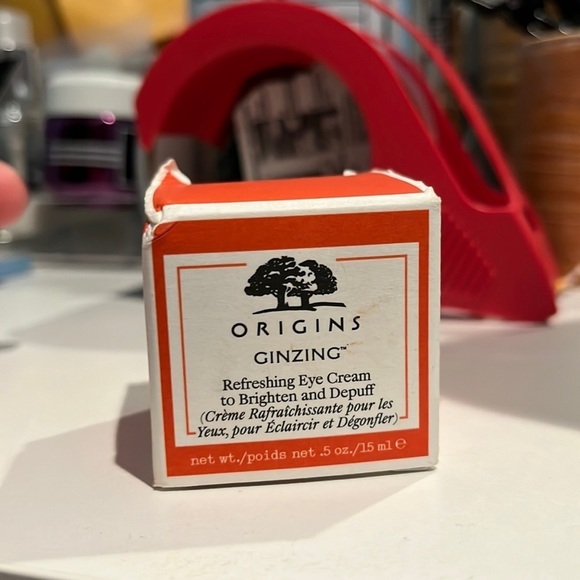 ORIGINS
GINZING™
Refreshing Eye Cream
to Brighten and Depuff
(Crème Rafraîchissante pour les
Yeux, pour Éclaircir et Dégonfler)
net wt./poids net .5 oz./15 ml ℮